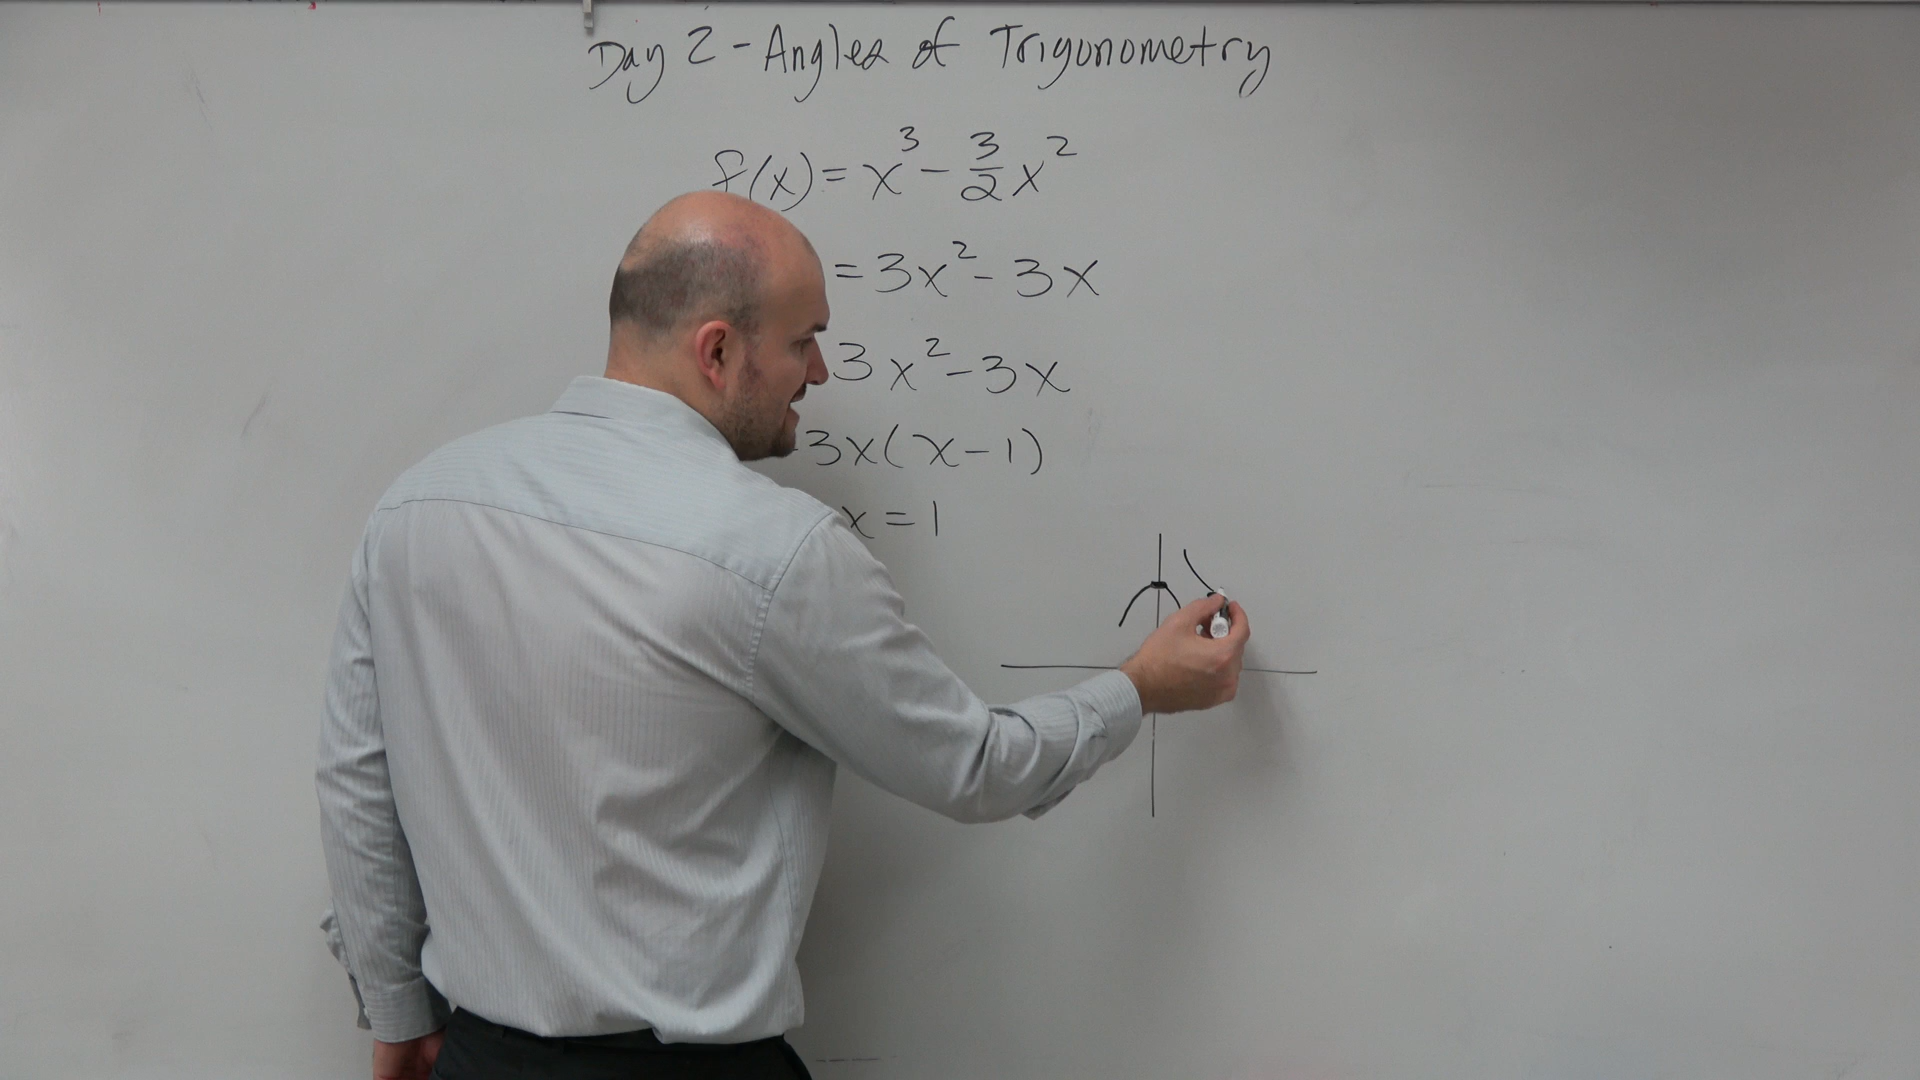 Day 2 - Angles of Trigonometry
f(x) = x³ - 3/2 x²
= 3x² - 3x
3x² - 3x
3x(x - 1)
x = 1